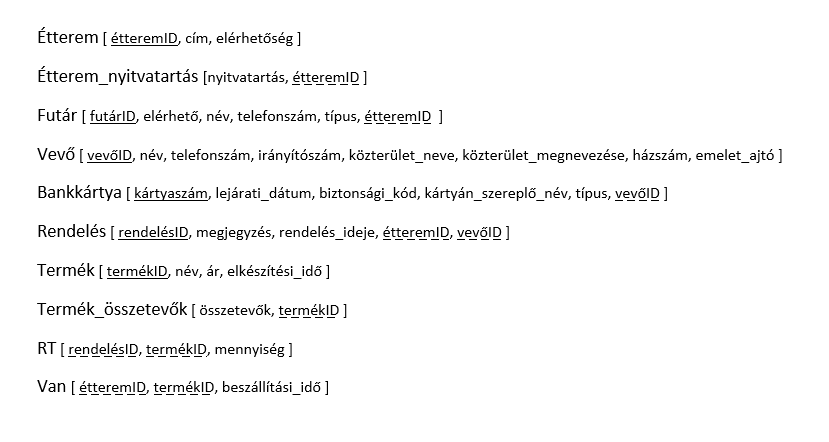 Étterem [ étteremID, cím, elérhetőség ]
Étterem_nyitvatartás [nyitvatartás, étteremID ]
Futár [ futárID, elérhető, név, telefonszám, típus, étteremID ]
Vevő [ vevőID, név, telefonszám, irányítószám, közterület_neve, közterület_megnevezése, házszám, emelet_ajtó ]
Bankkártya [ kártyaszám, lejárati_dátum, biztonsági_kód, kártyán_szereplő_név, típus, vevőID ]
Rendelés [ rendelésID, megjegyzés, rendelés_ideje, étteremID, vevőID ]
Termék [ termékID, név, ár, elkészítési_idő ]
Termék_összetevők [ összetevők, termékID ]
RT [ rendelésID, termékID, mennyiség ]
Van [ étteremID, termékID, beszállítási_idő ]